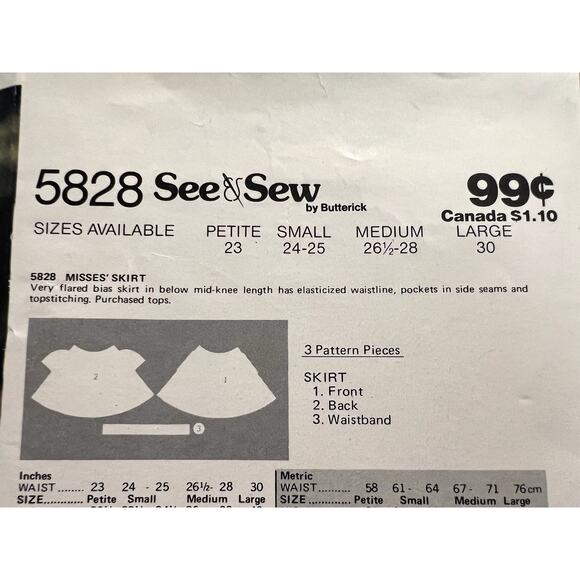 5828 See & Sew by Butterick 99¢
Canada $1.10
SIZES AVAILABLE PETITE SMALL MEDIUM LARGE
23 24-25 26½-28 30
5828 MISSES' SKIRT
Very flared bias skirt in below mid-knee length has elasticized waistline, pockets in side seams and
topstitching. Purchased tops.
3 Pattern Pieces
SKIRT
1. Front
2. Back
3. Waistband
2 1
3
Inches
WAIST ........ 23 24 - 25 26½- 28 30
SIZE ............ Petite Small Medium Large
Metric
WAIST ........... 58 61- 64 67 - 71 76cm
SIZE .............. Petite Small Medium Large